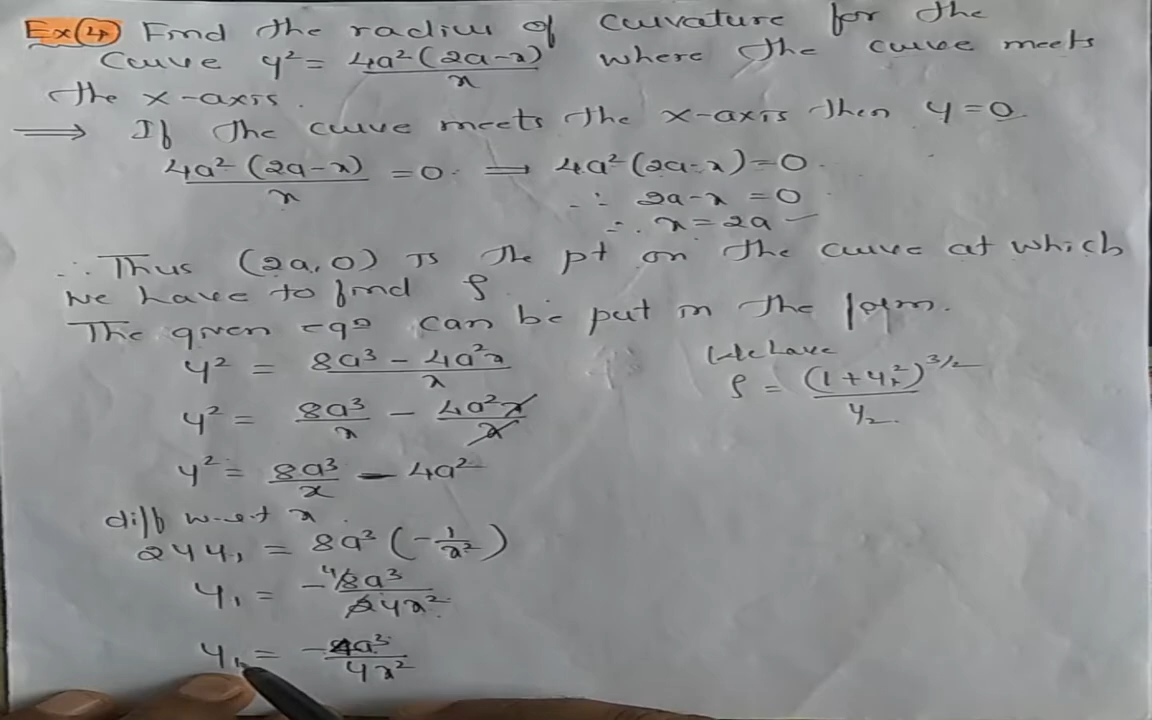 Ex(4) Find the radius of curvature for the
Curve y² = 4a²(2a-x)/x where the curve meets
the x-axis.
⟹ If the curve meets the x-axis then y=0
4a²(2a-x)/x = 0. ⟹ 4a²(2a-x)=0.
∴ 2a-x = 0
∴ x = 2a
∴ Thus (2a,0) is the pt on the curve at which
we have to find ρ
The given eqn can be put in the form.
y² = (8a³ - 4a²x)/x
We have
ρ = (1+y₁²)^3/2 / y₂
y² = 8a³/x - 4a²x/x
y² = 8a³/x - 4a²
diff w.r.t x
2yy₁ = 8a³(-1/x²)
y₁ = -8a³/2yx²
y₁ = -4a³/yx²